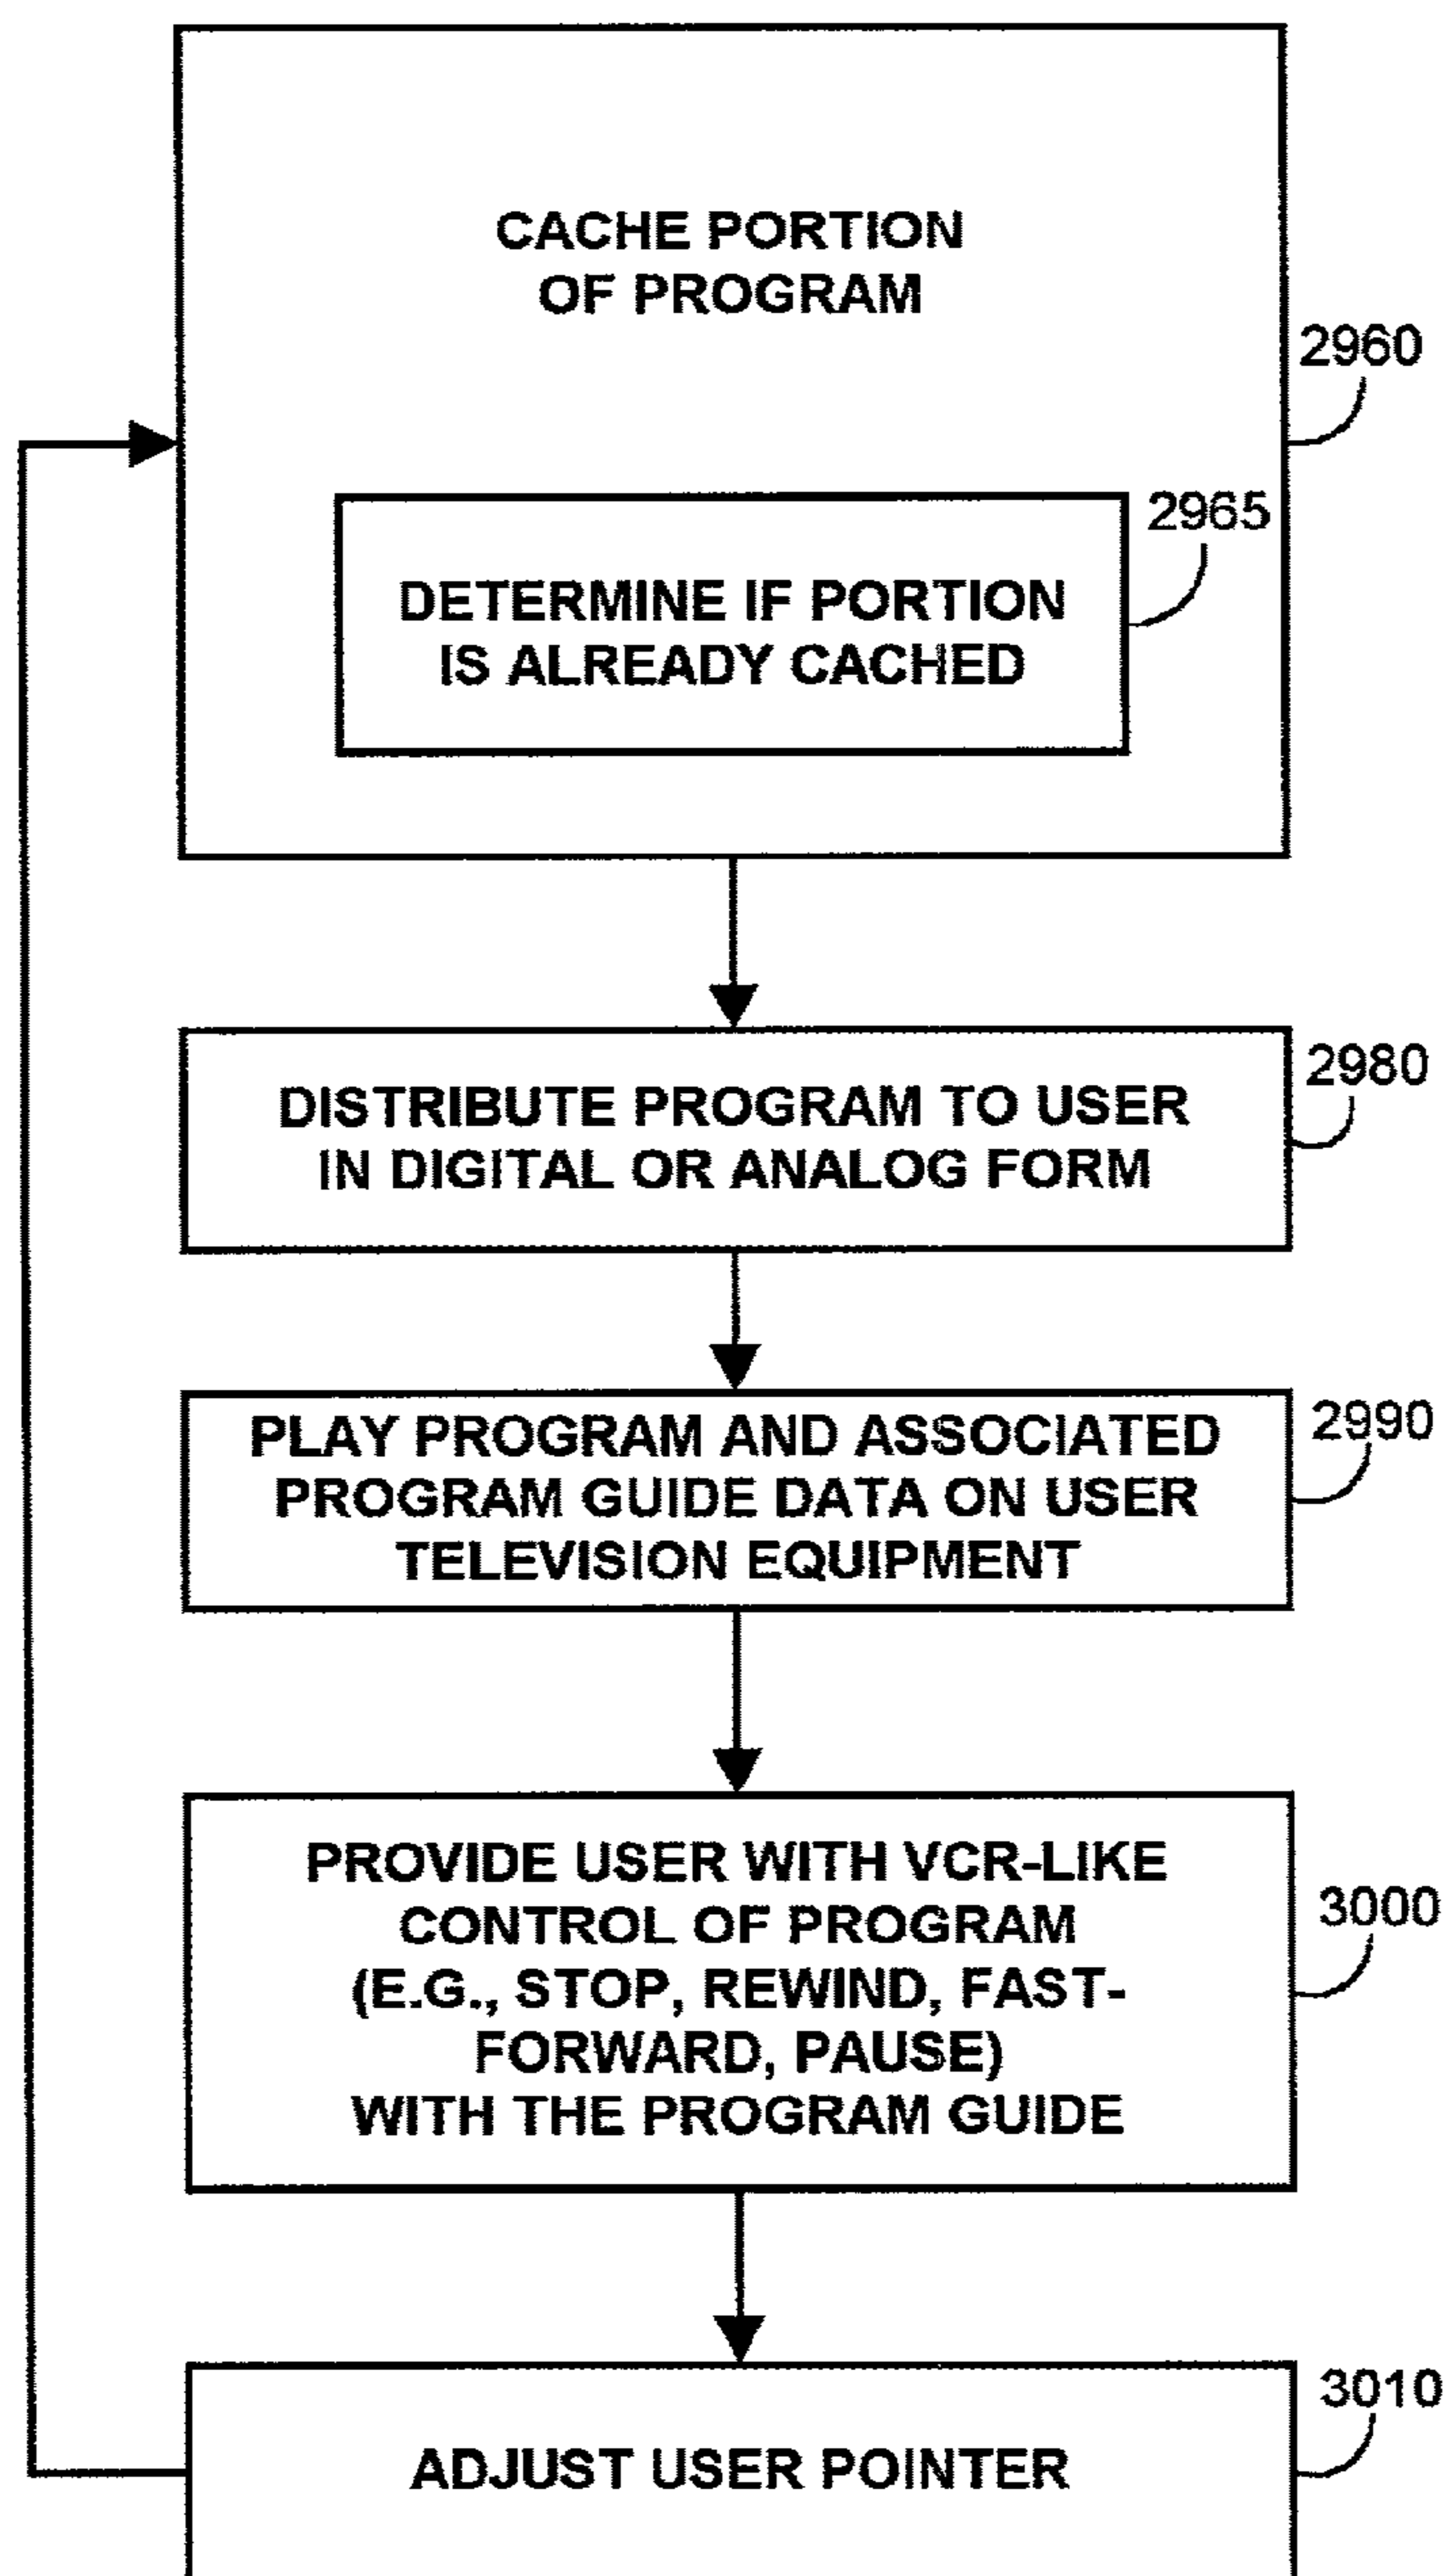 CACHE PORTION
OF PROGRAM
2960
2965
DETERMINE IF PORTION
IS ALREADY CACHED
2980
DISTRIBUTE PROGRAM TO USER
IN DIGITAL OR ANALOG FORM
2990
PLAY PROGRAM AND ASSOCIATED
PROGRAM GUIDE DATA ON USER
TELEVISION EQUIPMENT
PROVIDE USER WITH VCR-LIKE
3000
CONTROL OF PROGRAM
(E.G., STOP, REWIND, FAST-
FORWARD, PAUSE)
WITH THE PROGRAM GUIDE
3010
ADJUST USER POINTER